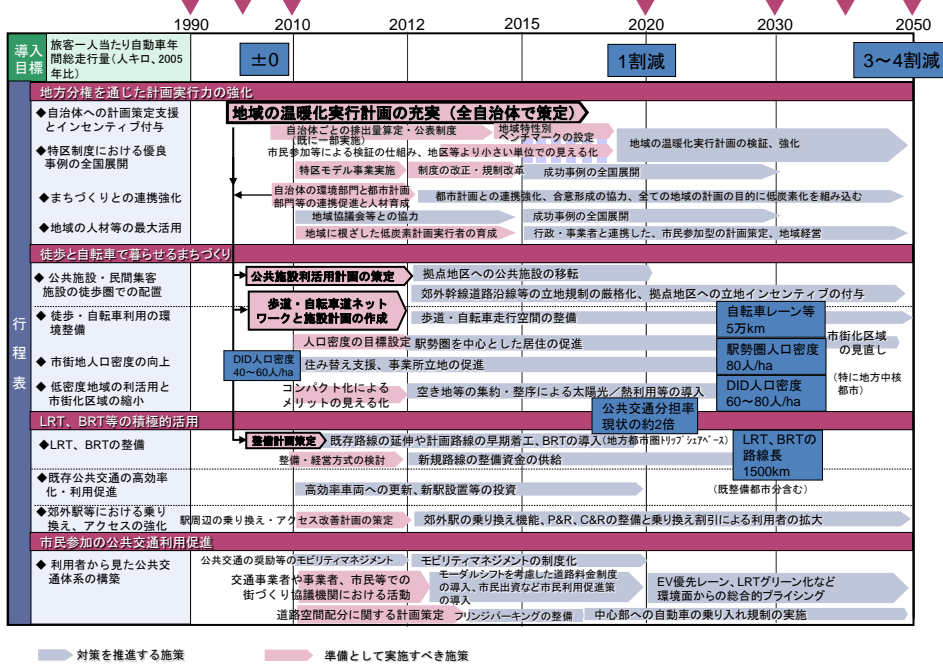 1990
2000
2010
2012
2015
2020
2030
2050
導入
目標
旅客一人当たり自動車年
間総走行量(人キロ、2005
年比)
±0
1割減
3~4割減
行
程
表
地方分権を通じた計画実行力の強化
◆自治体への計画策定支援
とインセンティブ付与
地域の温暖化実行計画の充実(全自治体で策定)
自治体ごとの排出量算定・公表制度
(既に一部実施)
地域特性別
ベンチマークの設定
地域の温暖化実行計画の検証、強化
市民参加等による検証の仕組み、地区等より小さい単位での見える化
◆特区制度における優良
事例の全国展開
特区モデル事業実施
制度の改正・規制改革
成功事例の全国展開
◆まちづくりとの連携強化
自治体の環境部門と都市計画
部門等の連携促進と人材育成
都市計画との連携強化、合意形成の協力、全ての地域の計画の目的に低炭素化を組み込む
◆地域の人材等の最大活用
地域協議会等との協力
成功事例の全国展開
地域に根ざした低炭素計画実行者の育成
行政・事業者と連携した、市民参加型の計画策定、地域経営
徒歩と自転車で暮らせるまちづくり
◆ 公共施設・民間集客
施設の徒歩圏での配置
公共施設利活用計画の策定
拠点地区への公共施設の移転
郊外幹線道路沿線等の立地規制の厳格化、拠点地区への立地インセンティブの付与
◆ 徒歩・自転車利用の環
境整備
歩道・自転車道ネット
ワークと施設計画の作成
歩道・自転車走行空間の整備
自転車レーン等
5万km
人口密度の目標設定
駅勢圏を中心とした居住の促進
市街化区域
の見直し
(特に地方中核
都市)
◆ 市街地人口密度の向上
DID人口密度
40~60人/ha
住み替え支援、事業所立地の促進
駅勢圏人口密度
80人/ha
◆ 低密度地域の利活用と
市街化区域の縮小
コンパクト化による
メリットの見える化
空き地等の集約・整序による太陽光/熱利用等の導入
DID人口密度
60~80人/ha
公共交通分担率
現状の約2倍
LRT、BRT等の積極的活用
◆LRT、BRTの整備
整備計画策定
既存路線の延伸や計画路線の早期着工、BRTの導入(地方都市圏トリップシェアベース)
整備・経営方式の検討
新規路線の整備資金の供給
LRT、BRTの
路線長
1500km
(既整備都市分含む)
◆既存公共交通の高効率
化・利用促進
高効率車両への更新、新駅設置等の投資
◆郊外駅等における乗り
換え、アクセスの強化
駅周辺の乗り換え・アクセス改善計画の策定
郊外駅の乗り換え機能、P&R、C&Rの整備と乗り換え割引による利用者の拡大
市民参加の公共交通利用促進
◆ 利用者から見た公共交
通体系の構築
公共交通の奨励等のモビリティマネジメント
モビリティマネジメントの制度化
交通事業者や事業者、市民等での
街づくり協議機関における活動
モーダルシフトを考慮した道路料金制度
の導入、市民出資など市民利用促進策
の導入
EV優先レーン、LRTグリーン化など
環境面からの総合的プライシング
道路空間配分に関する計画策定
フリンジパーキングの整備
中心部への自動車の乗り入れ規制の実施
対策を推進する施策
準備として実施すべき施策